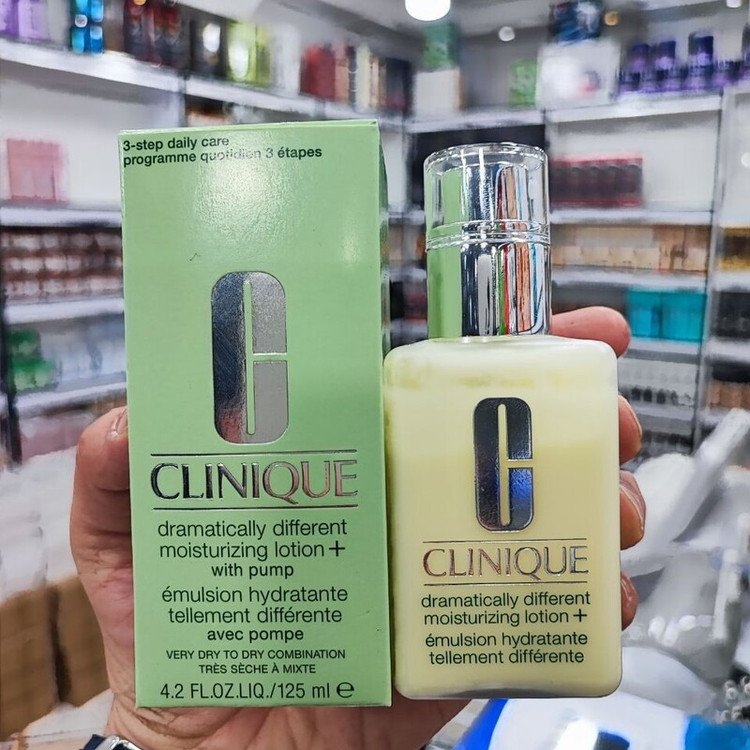 3-step daily care
programme quotidien 3 étapes
CLINIQUE
dramatically different
moisturizing lotion+
with pump
émulsion hydratante
tellement différente
avec pompe
VERY DRY TO DRY COMBINATION
TRÈS SÈCHE À MIXTE
4.2 FL.OZ.LIQ./125 ml ℮
CLINIQUE
dramatically different
moisturizing lotion+
émulsion hydratante
tellement différente